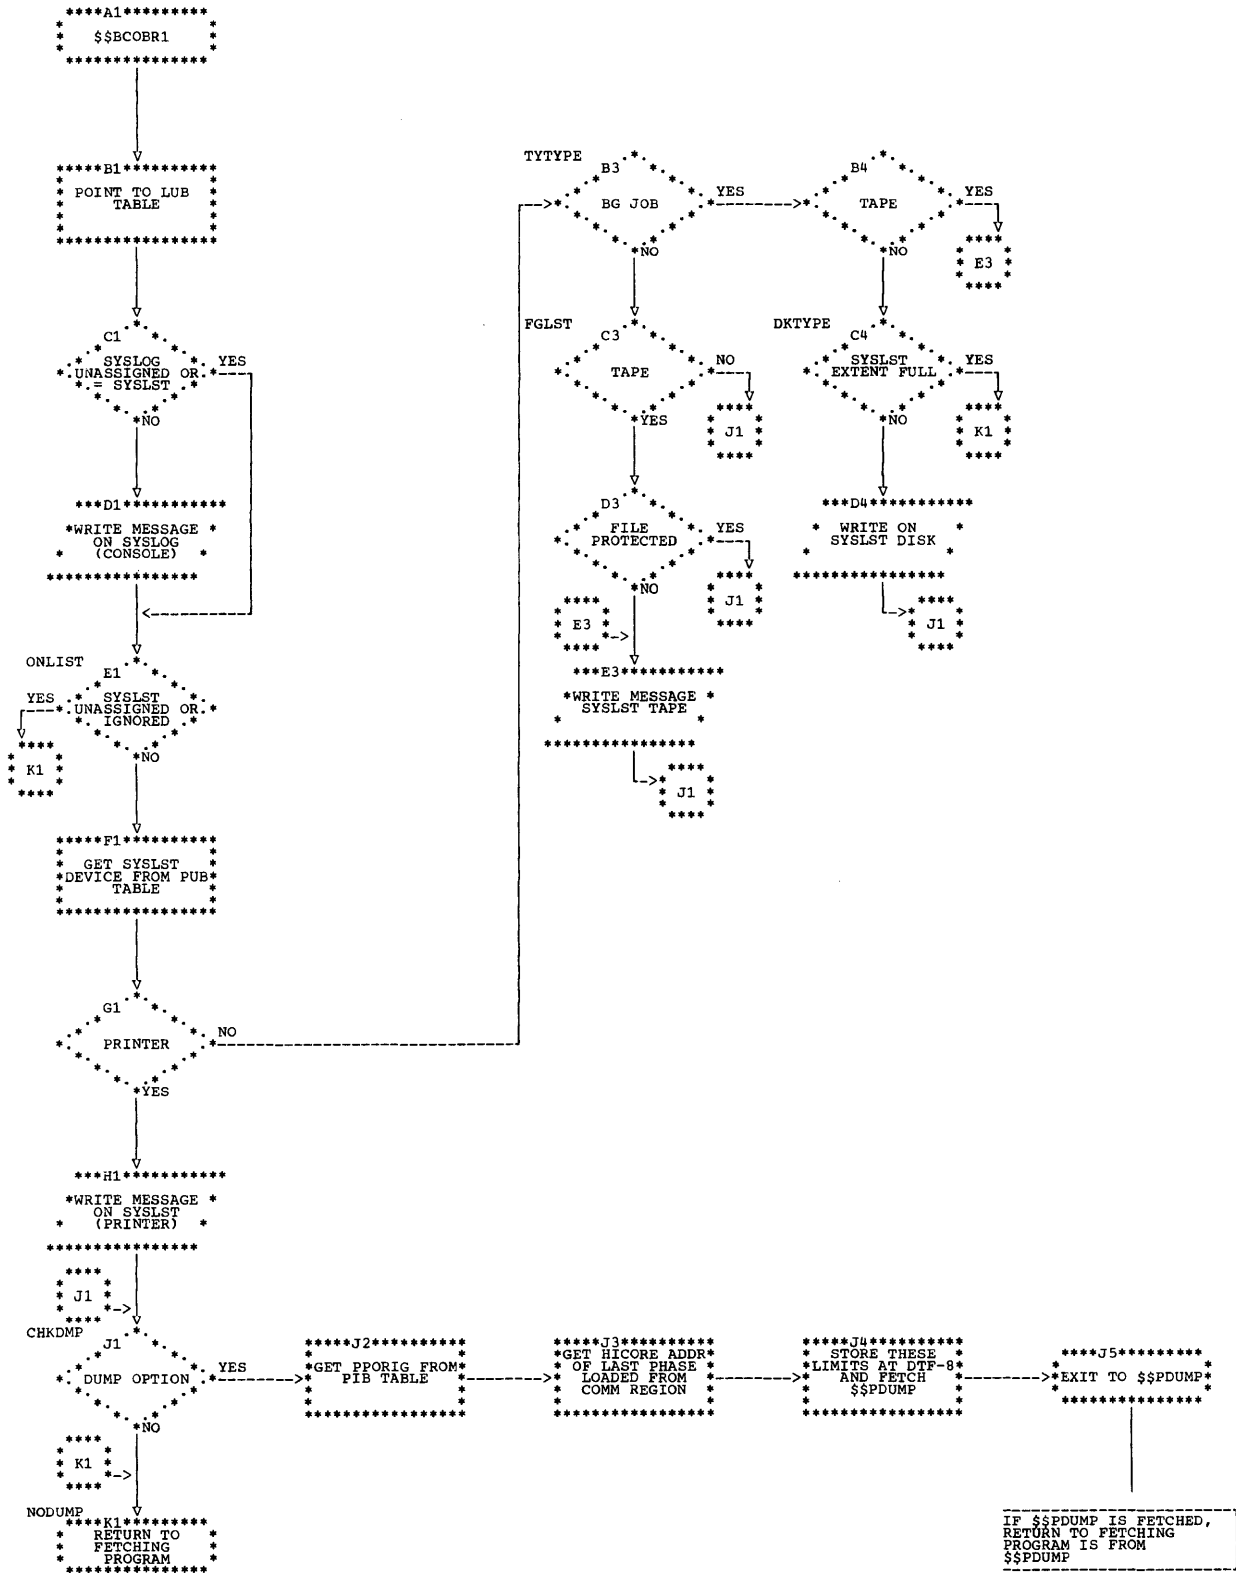 A1
$$BCOBR1
B1
POINT TO LUB
TABLE
C1
SYSLOG
UNASSIGNED OR
= SYSLST
YES
NO
D1
WRITE MESSAGE
ON SYSLOG
(CONSOLE)
ONLIST
E1
SYSLST
UNASSIGNED OR
IGNORED
YES
NO
K1
F1
GET SYSLST
DEVICE FROM PUB
TABLE
G1
PRINTER
NO
YES
H1
WRITE MESSAGE
ON SYSLST
(PRINTER)
J1
CHKDMP
J1
DUMP OPTION
YES
NO
K1
NODUMP
K1
RETURN TO
FETCHING
PROGRAM
J2
GET PPORIG FROM
PIB TABLE
J3
GET HICORE ADDR
OF LAST PHASE
LOADED FROM
COMM REGION
J4
STORE THESE
LIMITS AT DTF-8
AND FETCH
$$PDUMP
J5
EXIT TO $$PDUMP
IF $$PDUMP IS FETCHED,
RETURN TO FETCHING
PROGRAM IS FROM
$$PDUMP
TYTYPE
B3
BG JOB
YES
NO
FGLST
C3
TAPE
NO
J1
YES
D3
FILE
PROTECTED
YES
J1
NO
E3
E3
WRITE MESSAGE
SYSLST TAPE
J1
B4
TAPE
YES
E3
NO
DKTYPE
C4
SYSLST
EXTENT FULL
YES
K1
NO
D4
WRITE ON
SYSLST DISK
J1